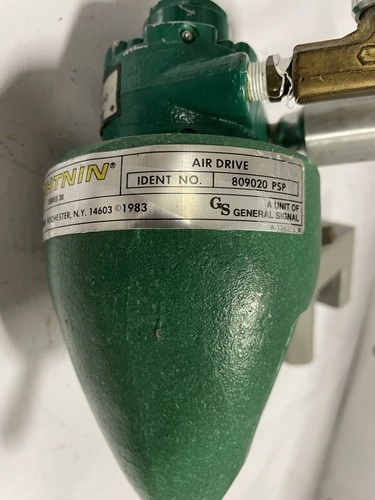 HTNIN®
AIR DRIVE
IDENT NO. 809020 PSP
ROCHESTER, N.Y. 14603 ©1983
GS A UNIT OF
GENERAL SIGNAL